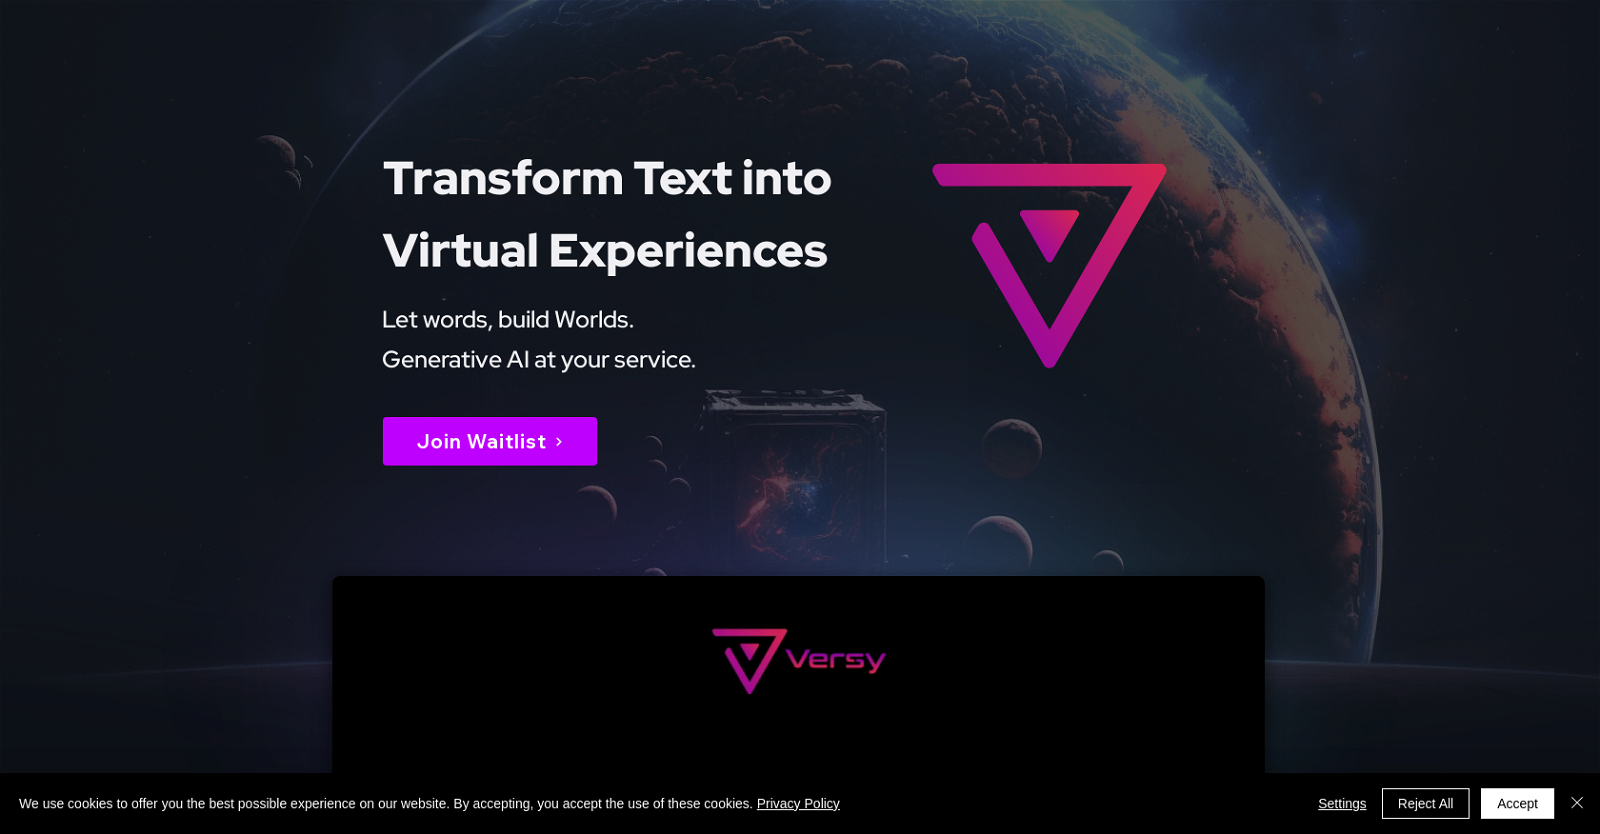 Transform Text into
Virtual Experiences
Let words, build Worlds.
Generative AI at your service.
Join Waitlist
Versy
We use cookies to offer you the best possible experience on our website. By accepting, you accept the use of these cookies. Privacy Policy
Settings
Reject All
Accept